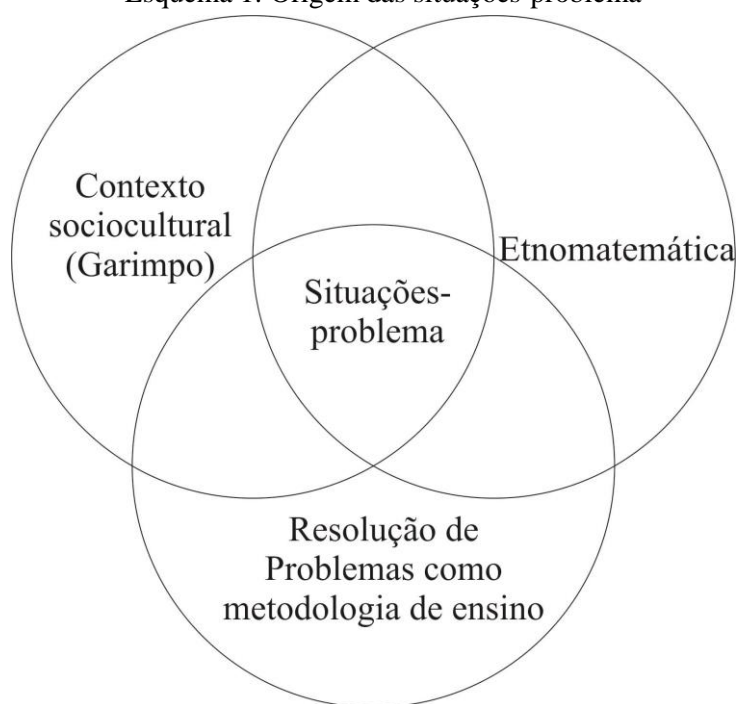 Esquema 1: Origem das situações-problema
Contexto
sociocultural
(Garimpo)
Etnomatemática
Situações-
problema
Resolução de
Problemas como
metodologia de ensino